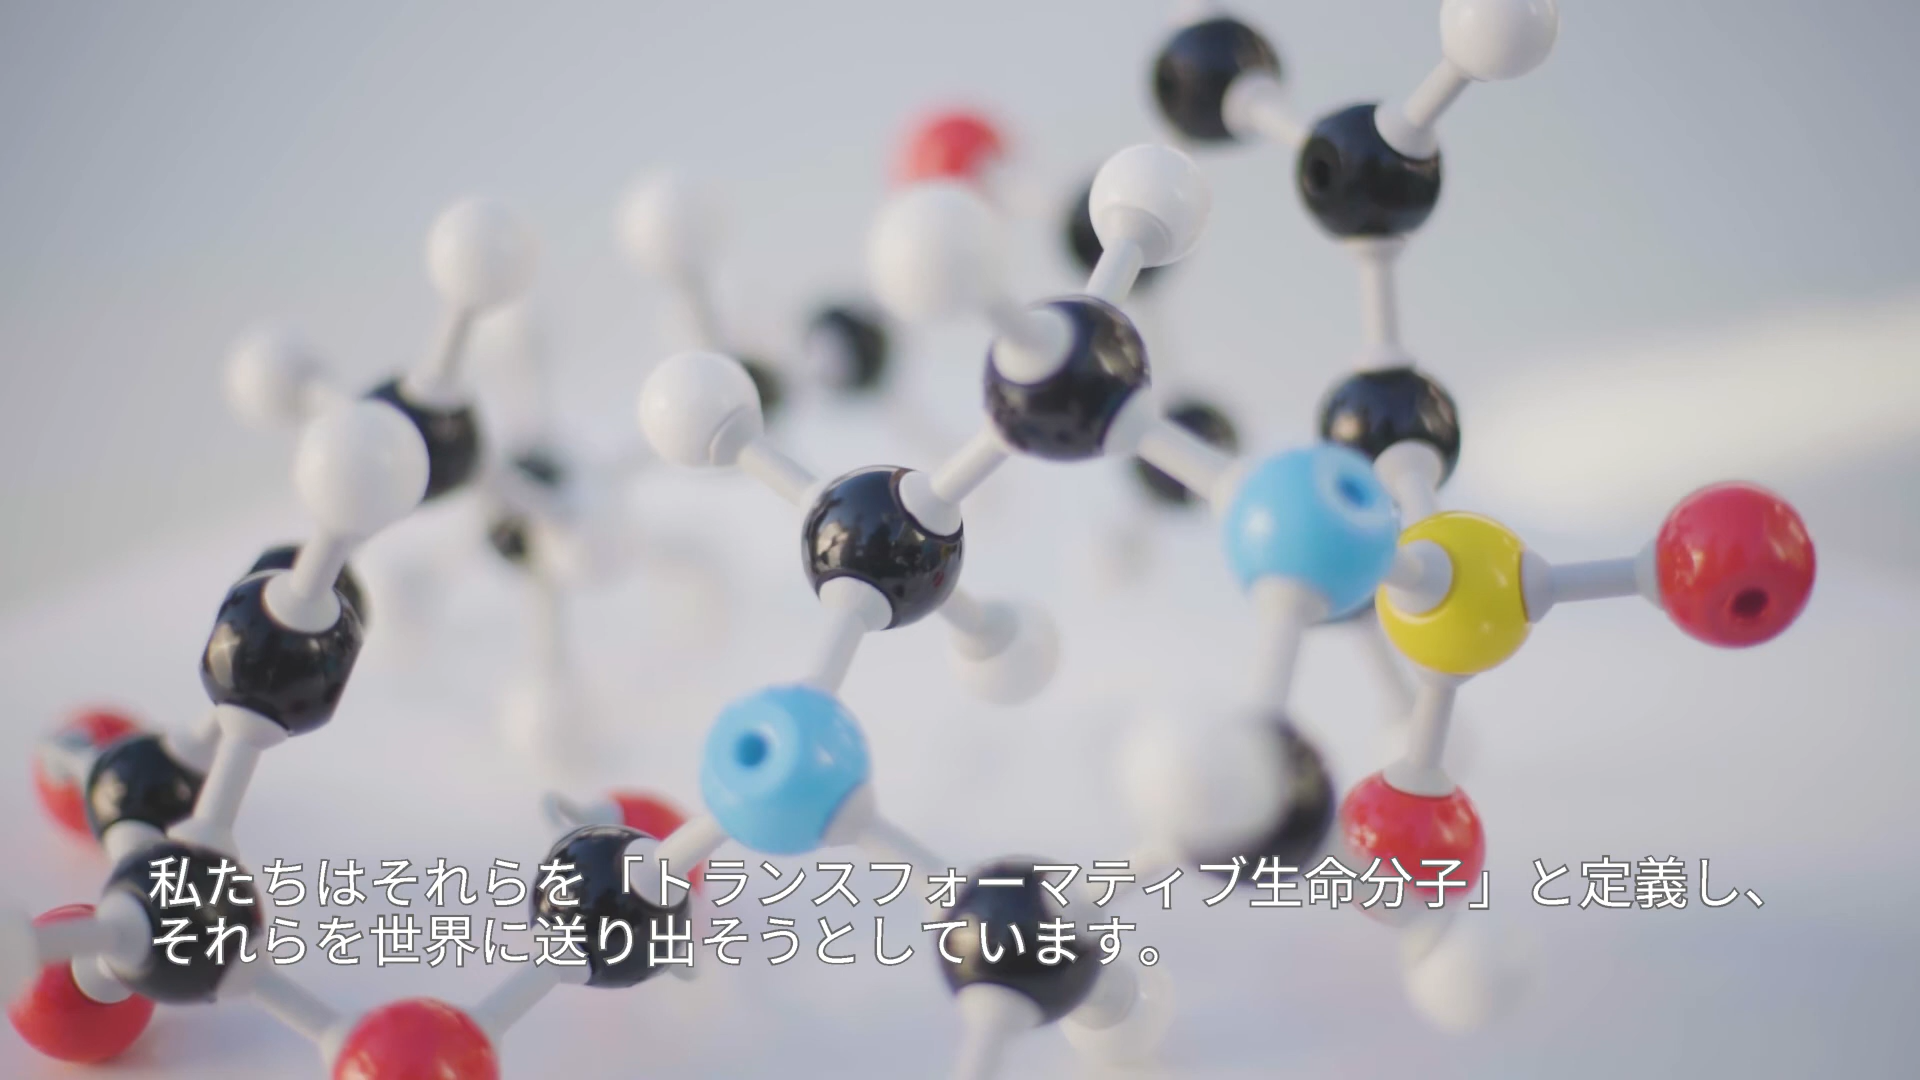 私たちはそれらを「トランスフォーマティブ生命分子」と定義し、
それらを世界に送り出そうとしています。